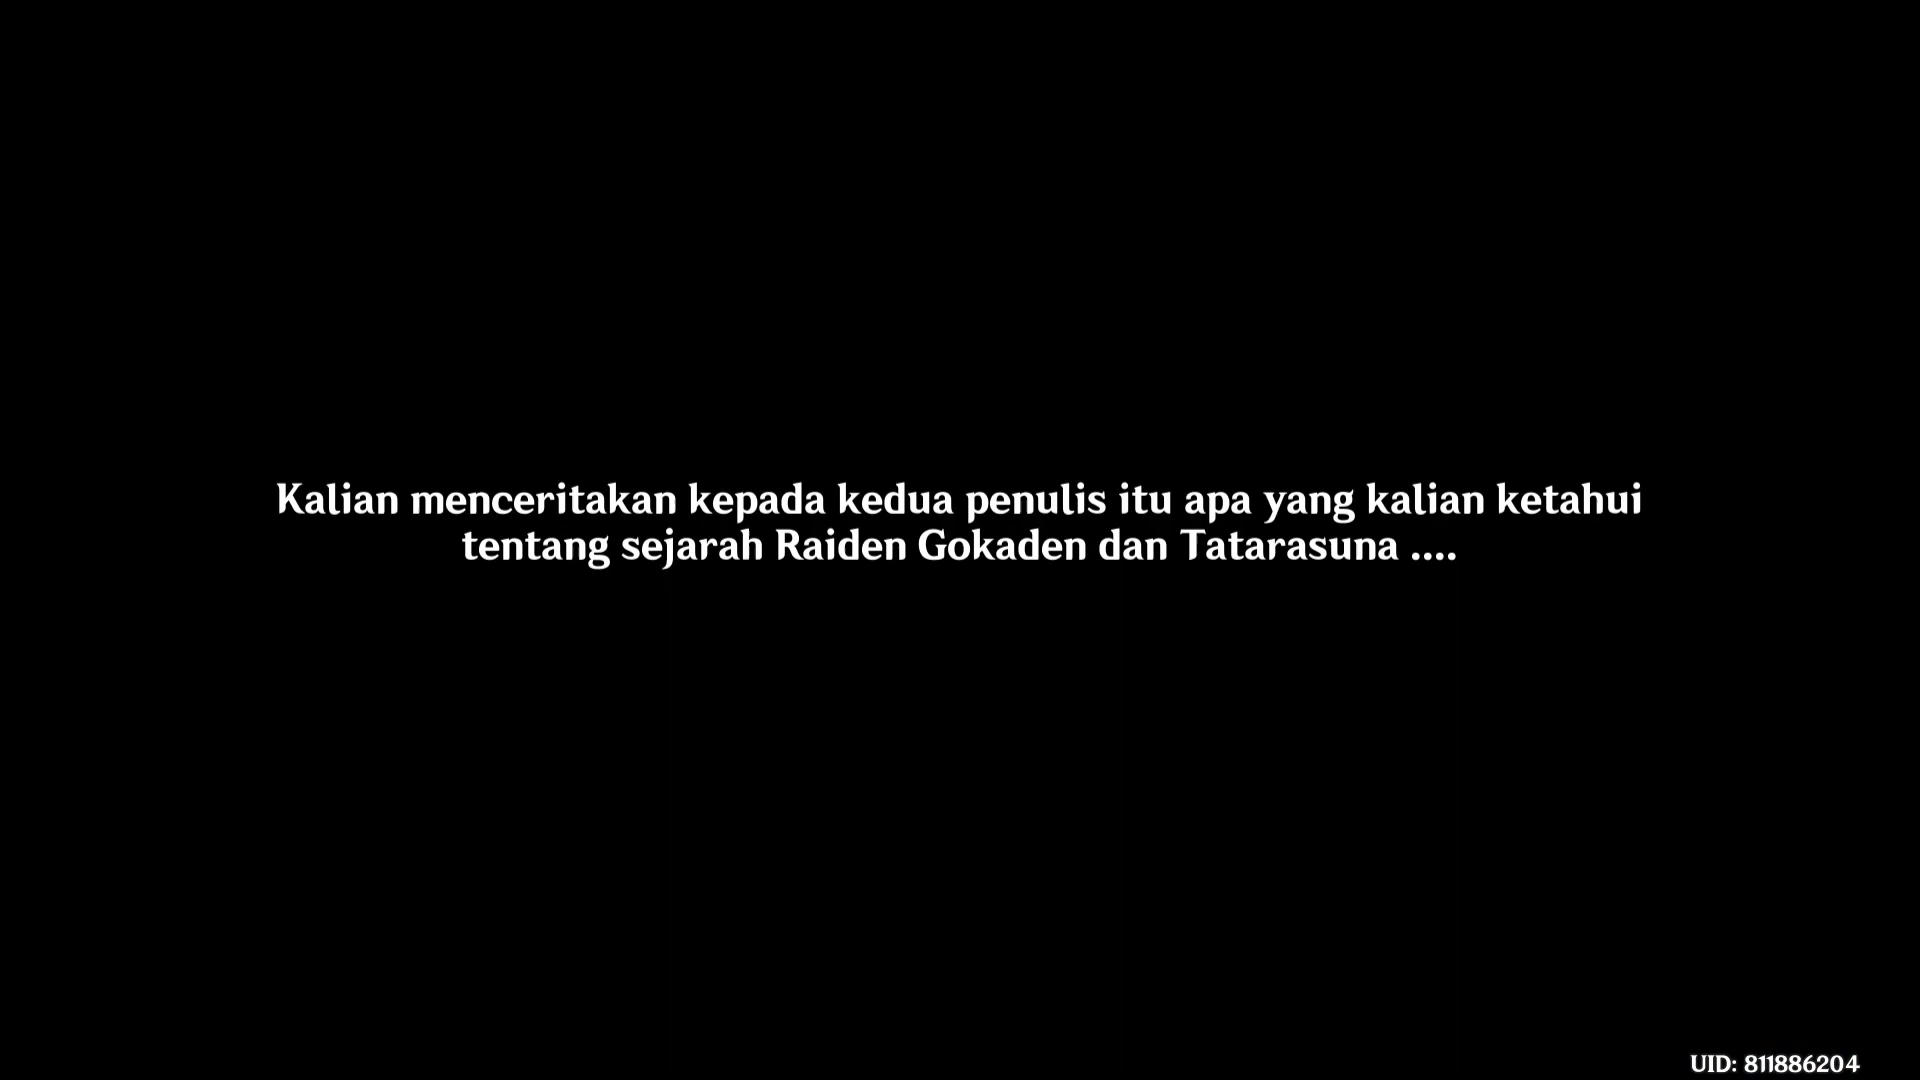 Kalian menceritakan kepada kedua penulis itu apa yang kalian ketahui
tentang sejarah Raiden Gokaden dan Tatarasuna ....
UID: 811886204